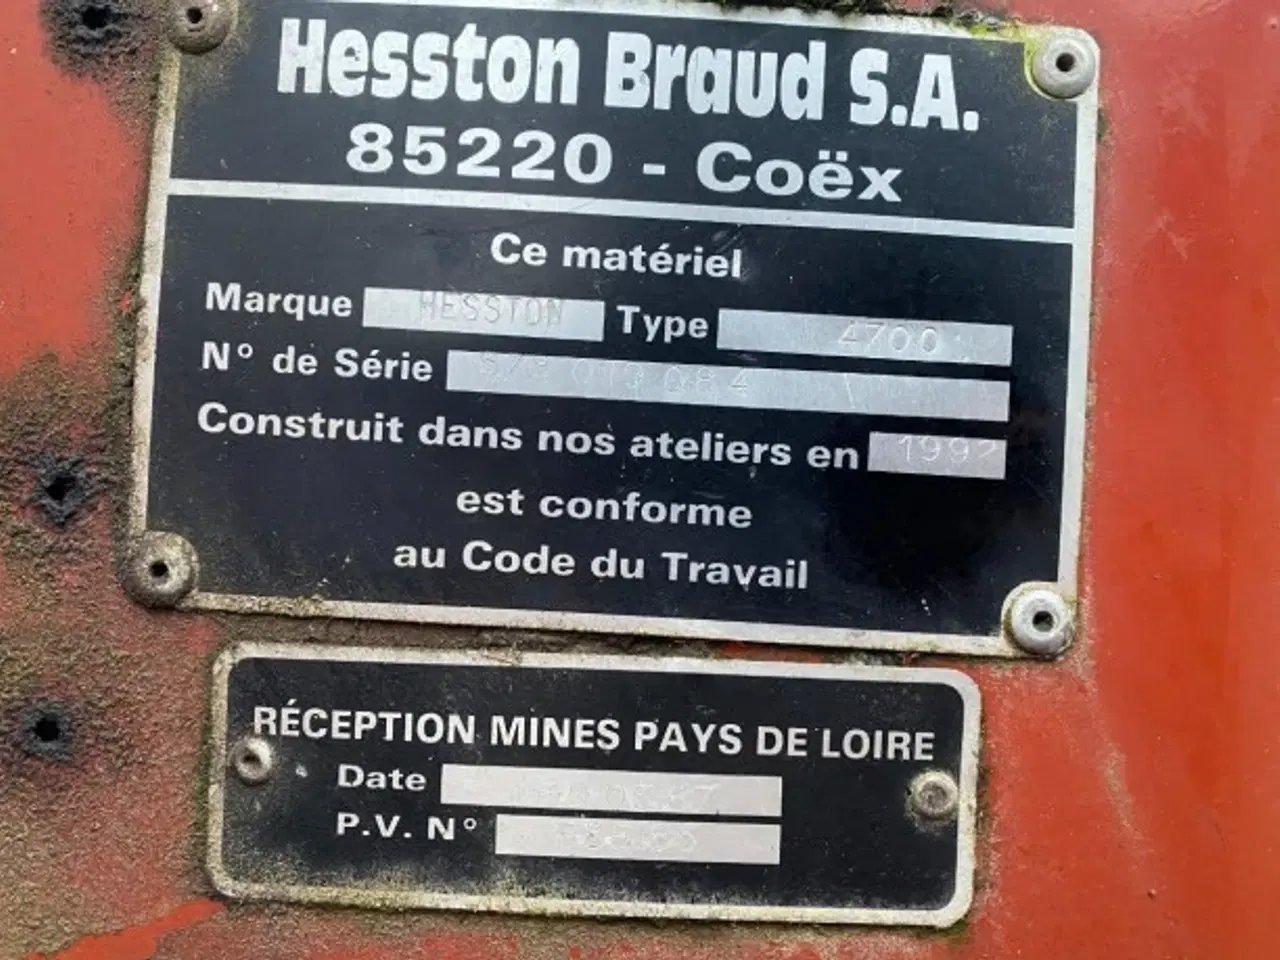 Hesston Braud S.A.
85220 - Coëx
Ce matériel
Marque HESSTON Type 4700
N° de Série
Construit dans nos ateliers en 1992
est conforme
au Code du Travail
RÉCEPTION MINES PAYS DE LOIRE
Date
P.V. N°